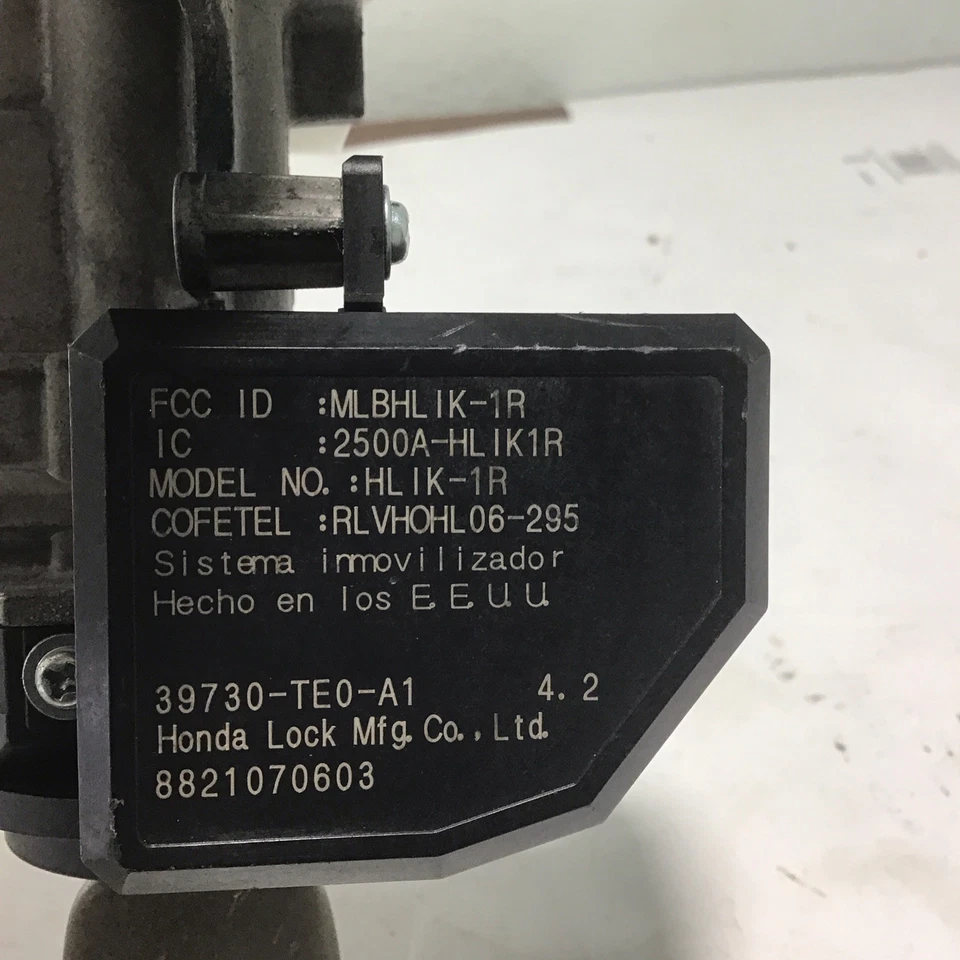 FCC ID :MLBHLIK-1R
IC :2500A-HLIK1R
MODEL NO. :HLIK-1R
COFETEL :RLVHOHL06-295
Sistema inmovilizador
Hecho en los E.E.U.U.
39730-TE0-A1 4.2
Honda Lock Mfg. Co., Ltd.
8821070603